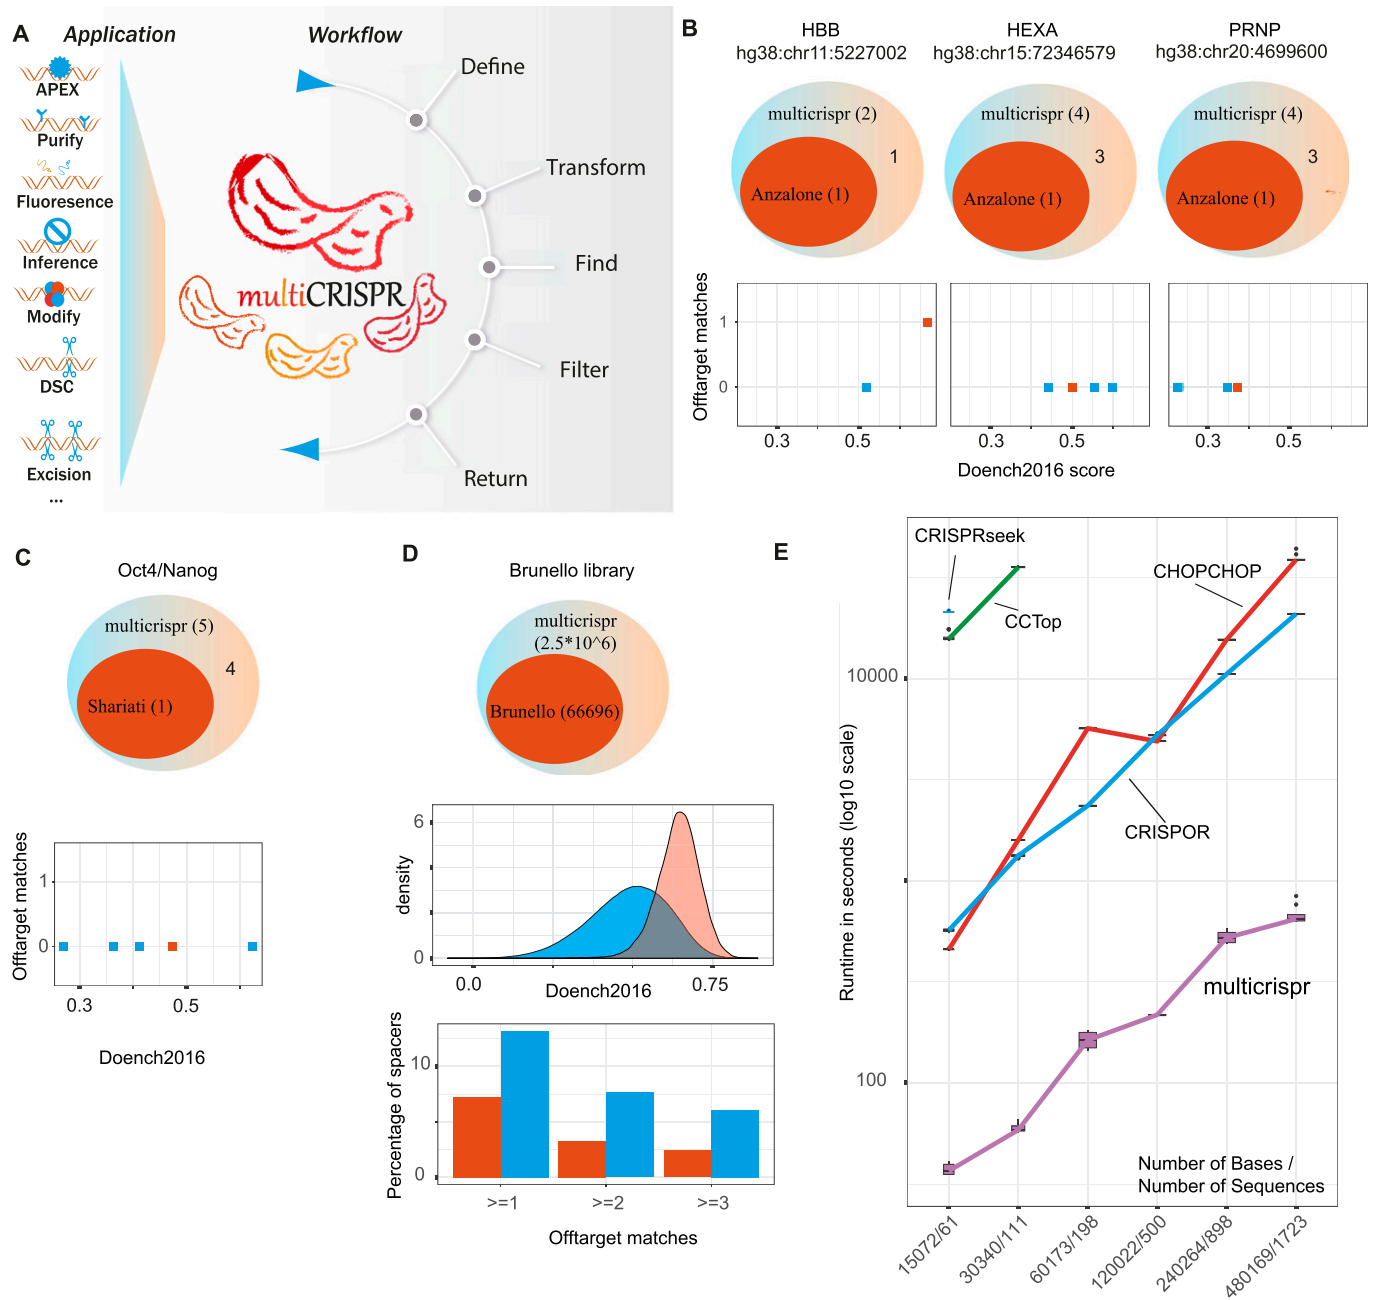 A
Application
Workflow
APEX
Purify
Fluoresence
Inference
Modify
DSC
Excision
...
multiCRISPR
Define
Transform
Find
Filter
Return
B
HBB
hg38:chr11:5227002
HEXA
hg38:chr15:72346579
PRNP
hg38:chr20:4699600
multicrispr (2)
1
Anzalone (1)
multicrispr (4)
3
Anzalone (1)
multicrispr (4)
3
Anzalone (1)
Offtarget matches
1
0
0.3
0.5
0.3
0.5
0.3
0.5
Doench2016 score
C
Oct4/Nanog
multicrispr (5)
4
Shariati (1)
Offtarget matches
1
0
0.3
0.5
Doench2016
D
Brunello library
multicrispr
(2.5*10^6)
Brunello (66696)
density
6
0
0.0
Doench2016
0.75
Percentage of spacers
10
0
>=1
>=2
>=3
Offtarget matches
E
CRISPRseek
CCTop
CHOPCHOP
CRISPOR
multicrispr
Runtime in seconds (log10 scale)
10000
100
Number of Bases /
Number of Sequences
15072/61
30340/111
60173/198
120022/500
240264/898
480169/1723